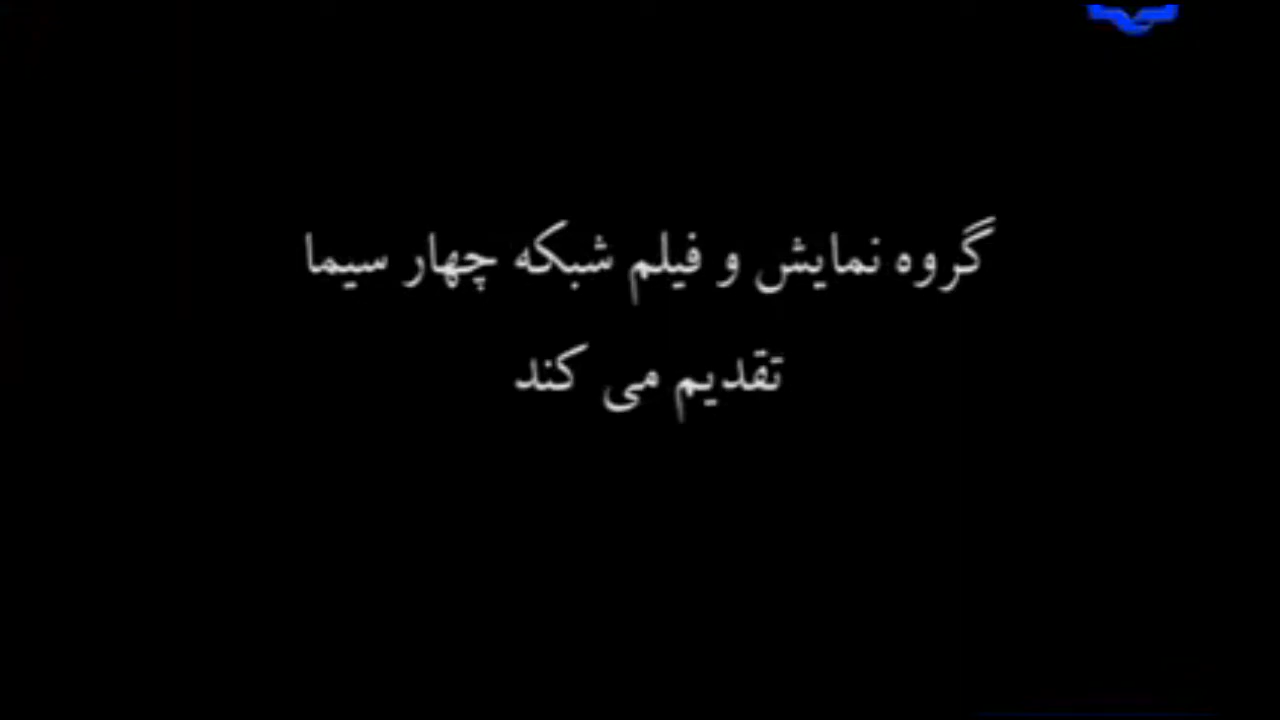 گروه نمایش و فیلم شبکه چهار سیما
تقدیم می کند